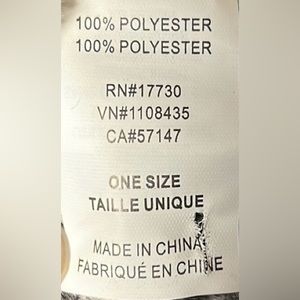 100% POLYESTER
100% POLYESTER
RN#17730
VN#1108435
CA#57147
ONE SIZE
TAILLE UNIQUE
MADE IN CHINA
FABRIQUÉ EN CHINE